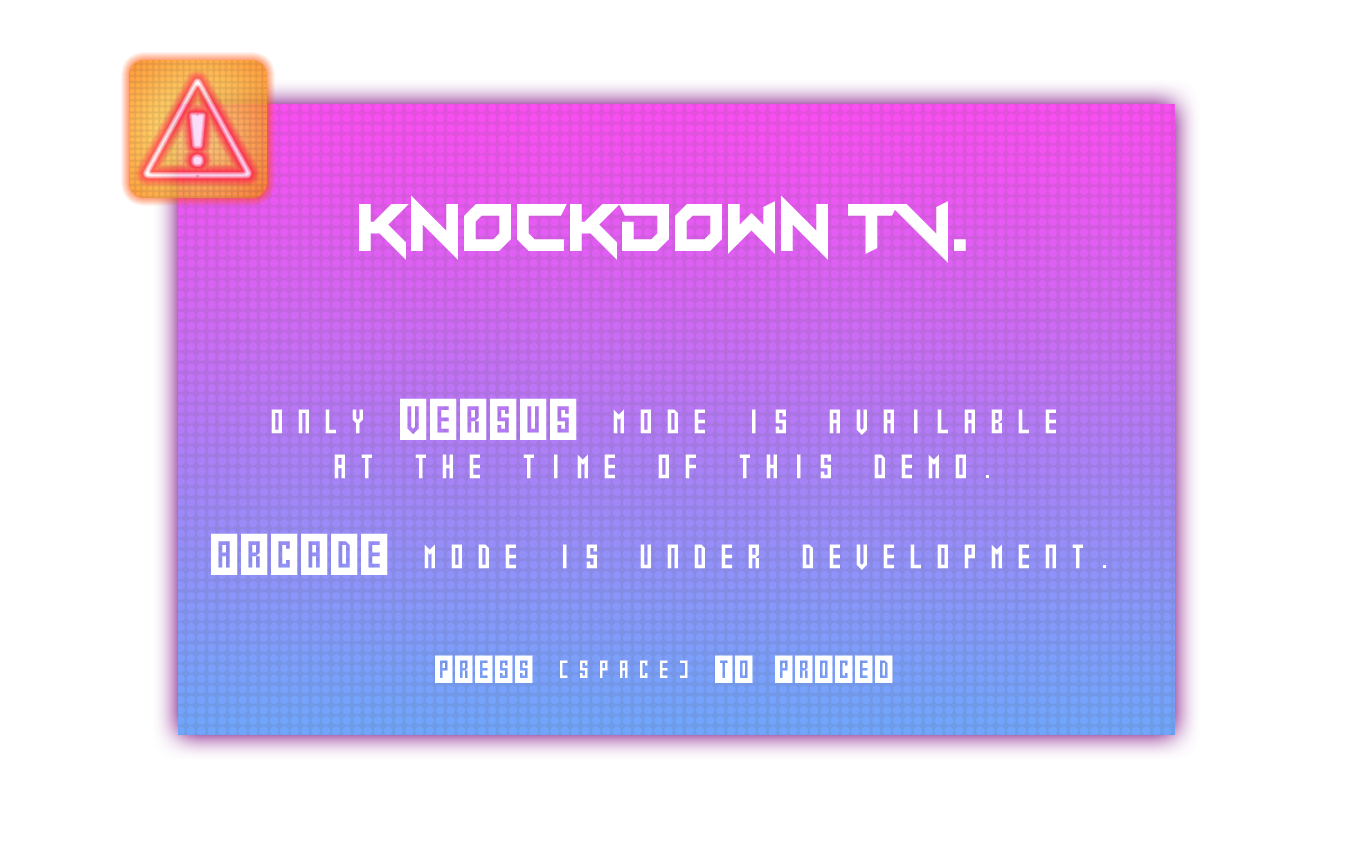 KNOCKDOWN TV.
ONLY VERSUS MODE IS AVAILABLE
AT THE TIME OF THIS DEMO.
ARCADE MODE IS UNDER DEVELOPMENT.
PRESS [SPACE] TO PROCED